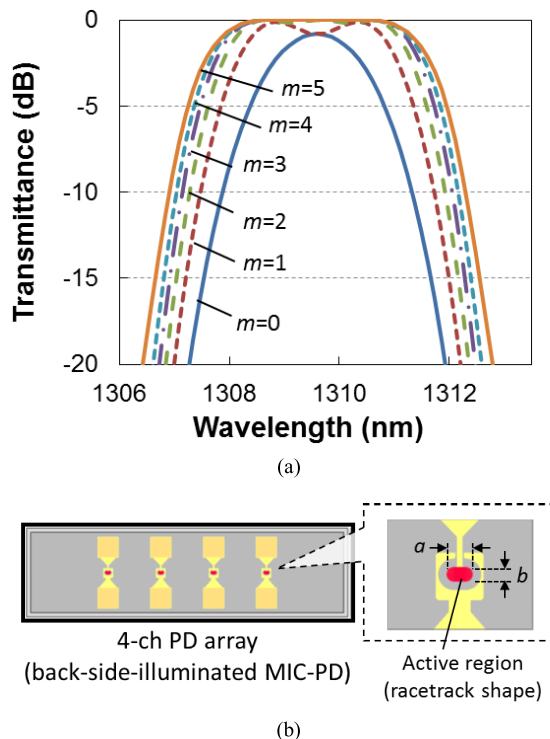 0
-5
-10
-15
-20
Transmittance (dB)
m=5
m=4
m=3
m=2
m=1
m=0
1306
1308
1310
1312
Wavelength (nm)
(a)
a
b
4-ch PD array
(back-side-illuminated MIC-PD)
Active region
(racetrack shape)
(b)